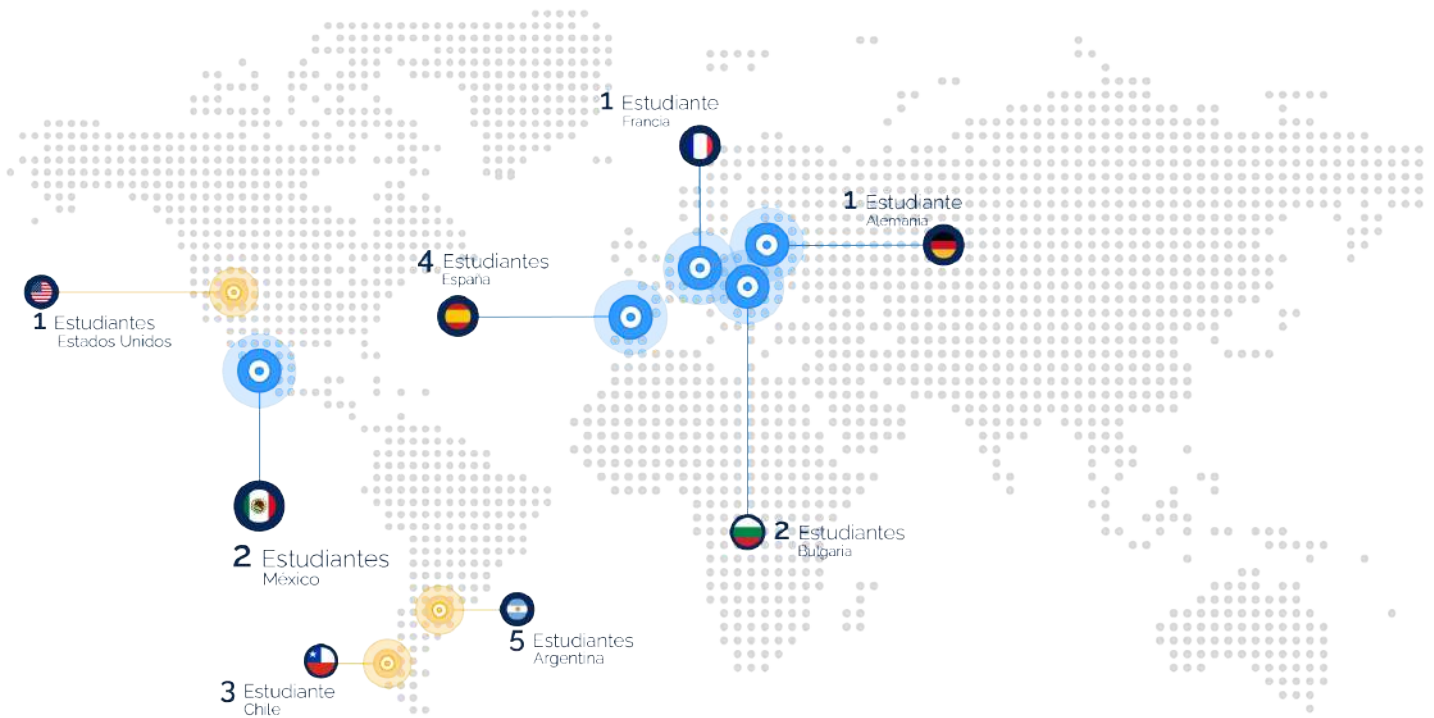 1 Estudiante
Francia
1 Estudiante
Alemania
4 Estudiantes
España
1 Estudiantes
Estados Unidos
2 Estudiantes
México
2 Estudiantes
Bulgaria
5 Estudiantes
Argentina
3 Estudiante
Chile